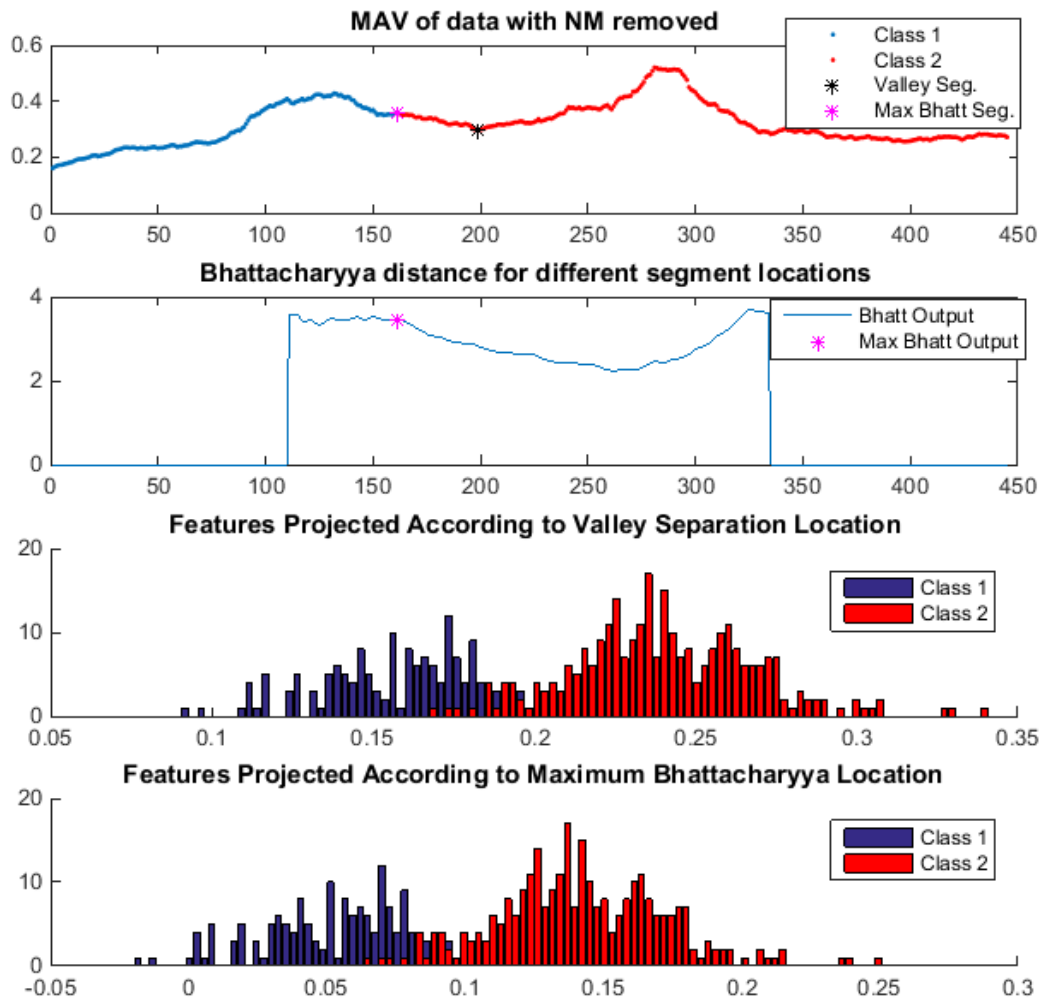 MAV of data with NM removed
0.6
0.4
0.2
0
Class 1
Class 2
Valley Seg.
Max Bhatt Seg.
0 50 100 150 200 250 300 350 400 450
Bhattacharyya distance for different segment locations
4
2
0
Bhatt Output
Max Bhatt Output
0 50 100 150 200 250 300 350 400 450
Features Projected According to Valley Separation Location
20
10
0
Class 1
Class 2
0.05 0.1 0.15 0.2 0.25 0.3 0.35
Features Projected According to Maximum Bhattacharyya Location
20
10
0
Class 1
Class 2
-0.05 0 0.05 0.1 0.15 0.2 0.25 0.3